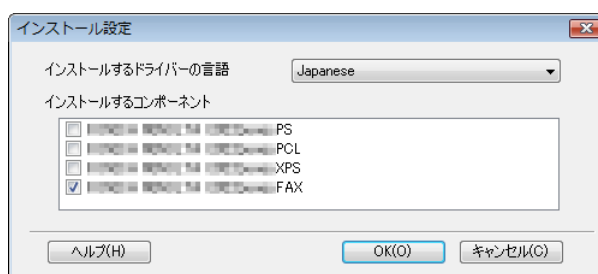 インストール設定
インストールするドライバーの言語 Japanese
インストールするコンポーネント
PS
PCL
XPS
FAX
ヘルプ(H) OK(O) キャンセル(C)